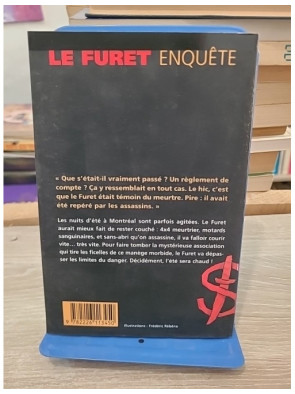 LE FURET ENQUÊTE
« Que s'était-il vraiment passé ? Un règlement de
compte ? Ça y ressemblait en tout cas. Le hic, c'est
que le Furet était témoin du meurtre. Pire : il avait
été repéré par les assassins. »
Les nuits d'été à Montréal sont parfois agitées. Le Furet
aurait mieux fait de rester couché : 4x4 meurtrier, motards
sanguinaires, et sans-abri qu'on assassine, il va falloir courir
vite... très vite. Pour faire tomber la mystérieuse association
qui tire les ficelles de ce manège morbide, le Furet va dépas-
ser les limites du danger. Décidément, l'été sera chaud !
Illustrations : Frédéric Rébéna